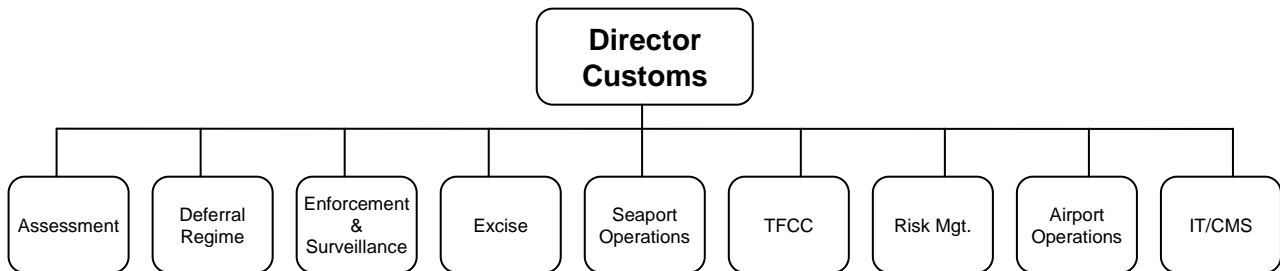 Director
Customs
Assessment
Deferral
Regime
Enforcement
&
Surveillance
Excise
Seaport
Operations
TFCC
Risk Mgt.
Airport
Operations
IT/CMS